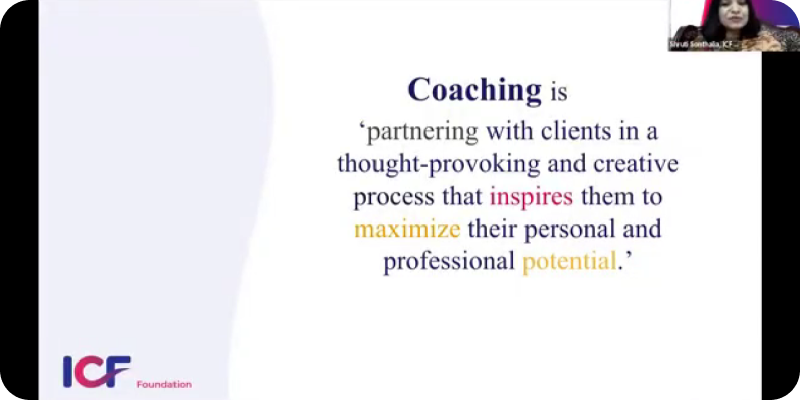 Shruti Sonthalia, ICF...
Coaching is
‘partnering with clients in a
thought-provoking and creative
process that inspires them to
maximize their personal and
professional potential.’
ICF Foundation